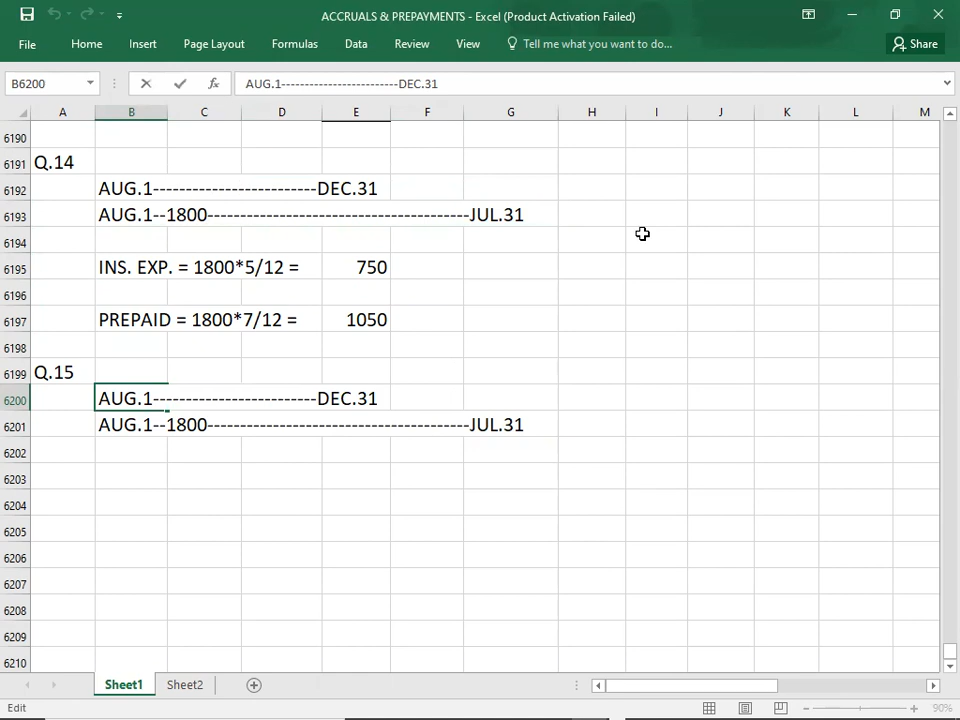 ACCRUALS & PREPAYMENTS - Excel (Product Activation Failed)
File Home Insert Page Layout Formulas Data Review View Tell me what you want to do... Share
B6200 fx AUG.1-------------------------DEC.31
A B C D E F G H I J K L M
6190
6191 Q.14
6192 AUG.1-------------------------DEC.31
6193 AUG.1--1800----------------------------------------JUL.31
6194
6195 INS. EXP. = 1800*5/12 = 750
6196
6197 PREPAID = 1800*7/12 = 1050
6198
6199 Q.15
6200 AUG.1-------------------------DEC.31
6201 AUG.1--1800----------------------------------------JUL.31
6202
6203
6204
6205
6206
6207
6208
6209
6210
Sheet1 Sheet2
Edit 90%